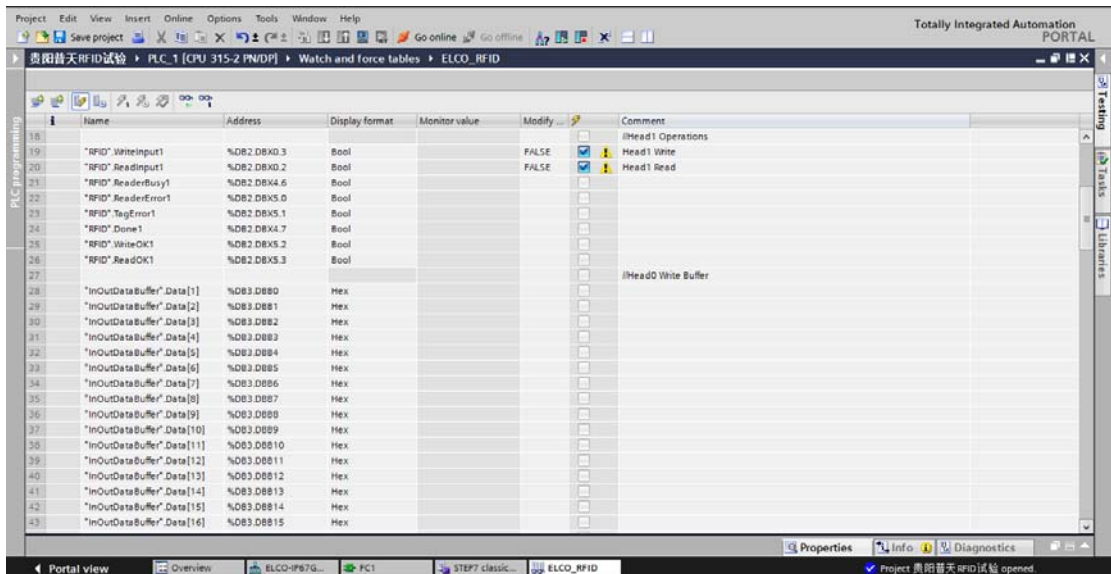 Project Edit View Insert Online Options Tools Window Help
Totally Integrated Automation
PORTAL
Save project Go online Go offline
贵阳普天RFID试验 PLC_1 [CPU 315-2 PN/DP] Watch and force tables ELCO_RFID
i Name Address Display format Monitor value Modify ... Comment
18 //Head1 Operations
19 "RFID".WriteInput1 %DB2.DBX0.3 Bool FALSE Head1 Write
20 "RFID".ReadInput1 %DB2.DBX0.2 Bool FALSE Head1 Read
21 "RFID".ReaderBusy1 %DB2.DBX4.6 Bool
22 "RFID".ReaderError1 %DB2.DBX5.0 Bool
23 "RFID".TagError1 %DB2.DBX5.1 Bool
24 "RFID".Done1 %DB2.DBX4.7 Bool
25 "RFID".WriteOK1 %DB2.DBX5.2 Bool
26 "RFID".ReadOK1 %DB2.DBX5.3 Bool
27 //Head0 Write Buffer
28 "InOutDataBuffer".Data[1] %DB3.DBB0 Hex
29 "InOutDataBuffer".Data[2] %DB3.DBB1 Hex
30 "InOutDataBuffer".Data[3] %DB3.DBB2 Hex
31 "InOutDataBuffer".Data[4] %DB3.DBB3 Hex
32 "InOutDataBuffer".Data[5] %DB3.DBB4 Hex
33 "InOutDataBuffer".Data[6] %DB3.DBB5 Hex
34 "InOutDataBuffer".Data[7] %DB3.DBB6 Hex
35 "InOutDataBuffer".Data[8] %DB3.DBB7 Hex
36 "InOutDataBuffer".Data[9] %DB3.DBB8 Hex
37 "InOutDataBuffer".Data[10] %DB3.DBB9 Hex
38 "InOutDataBuffer".Data[11] %DB3.DBB10 Hex
39 "InOutDataBuffer".Data[12] %DB3.DBB11 Hex
40 "InOutDataBuffer".Data[13] %DB3.DBB12 Hex
41 "InOutDataBuffer".Data[14] %DB3.DBB13 Hex
42 "InOutDataBuffer".Data[15] %DB3.DBB14 Hex
43 "InOutDataBuffer".Data[16] %DB3.DBB15 Hex
PLC programming
Testing
Tasks
Libraries
Properties Info Diagnostics
Portal view Overview ELCO-IP67G... FC1 STEP7 classic... ELCO_RFID Project 贵阳普天RFID试验 opened.